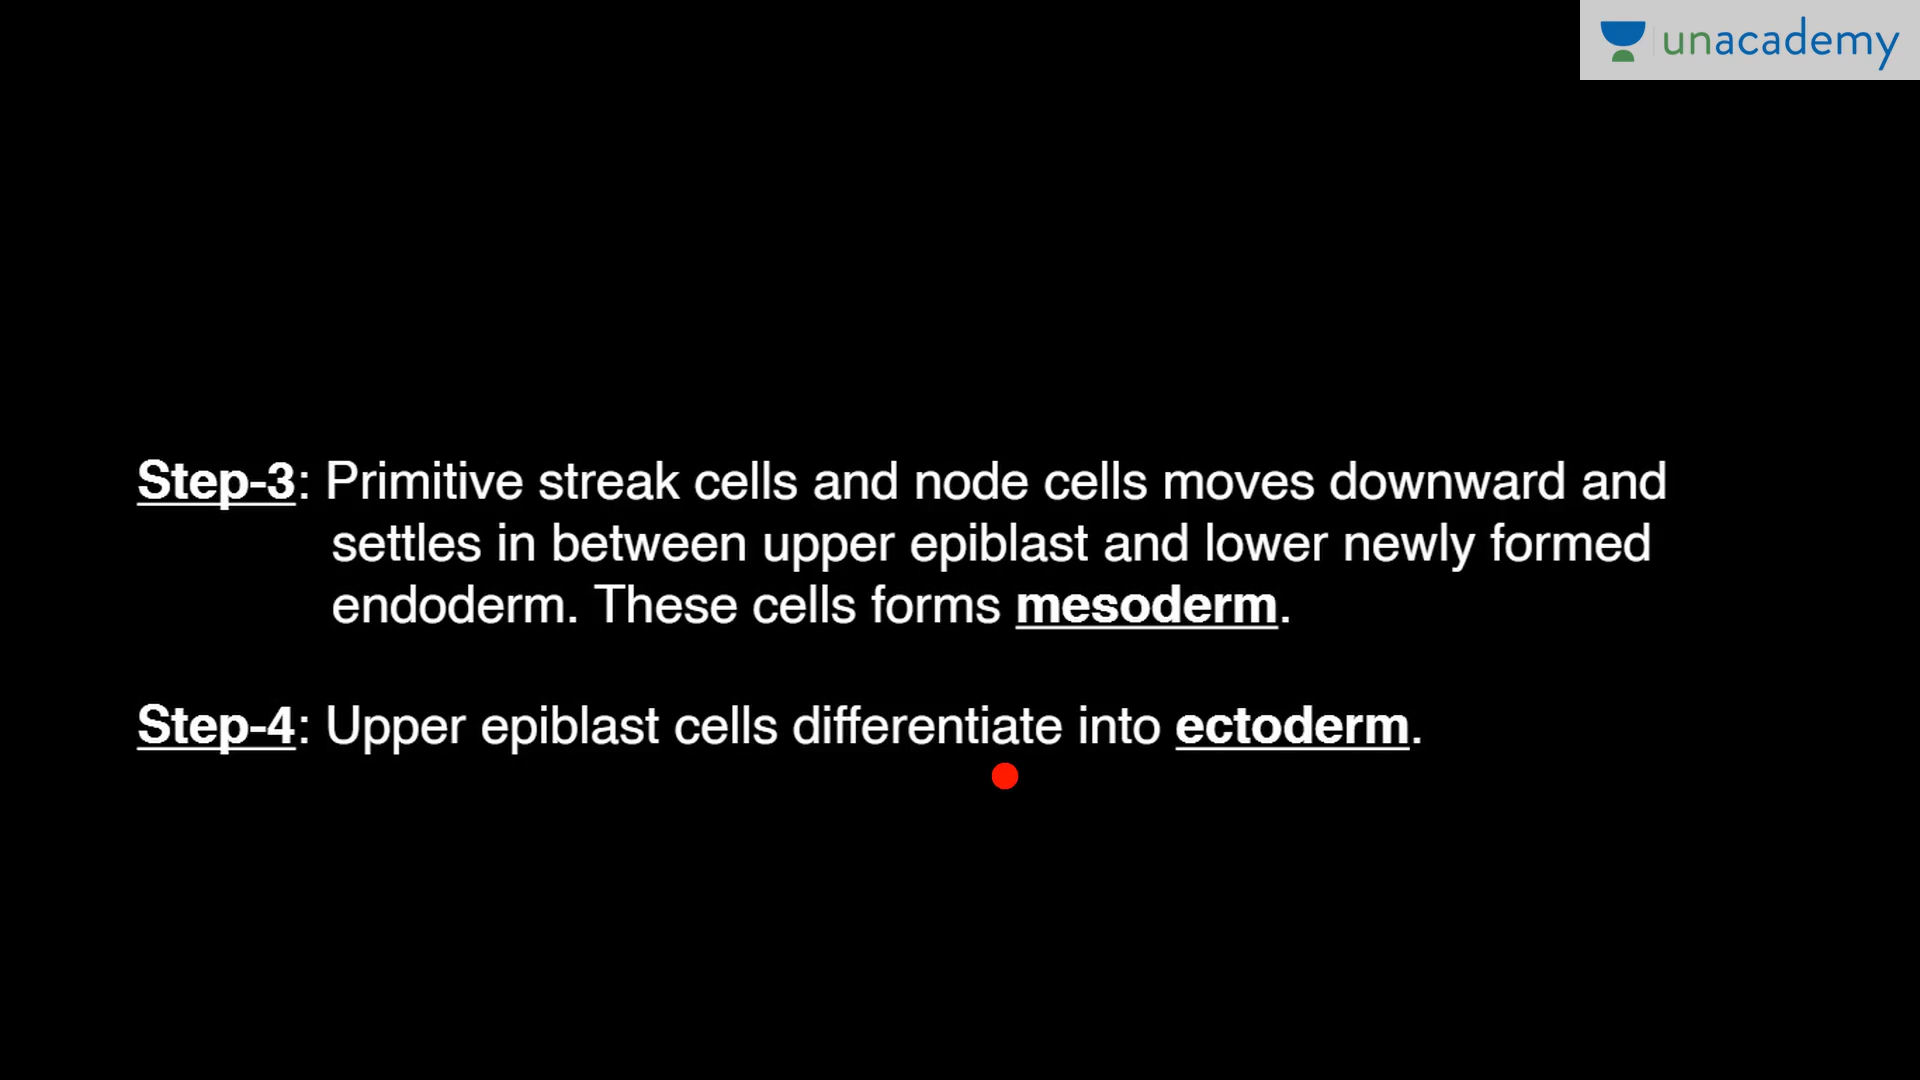 unacademy
Step-3: Primitive streak cells and node cells moves downward and
settles in between upper epiblast and lower newly formed
endoderm. These cells forms mesoderm.
Step-4: Upper epiblast cells differentiate into ectoderm.